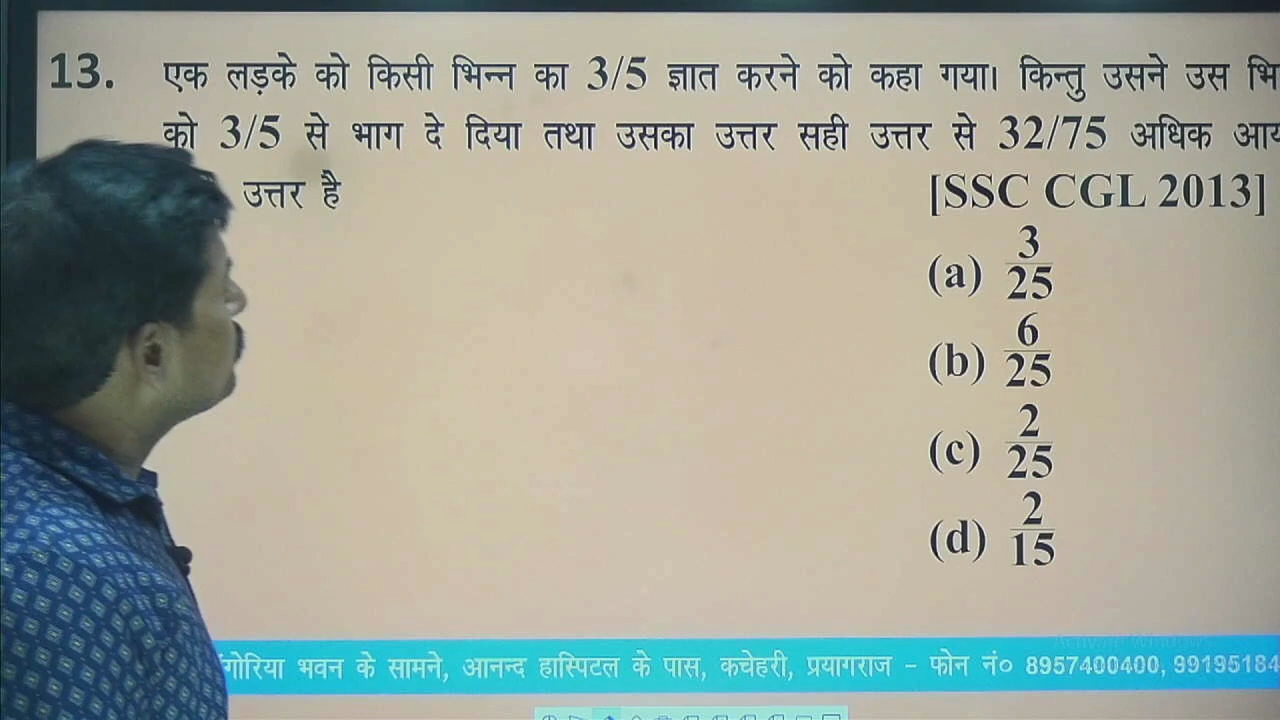 13. एक लड़के को किसी भिन्न का 3/5 ज्ञात करने को कहा गया। किन्तु उसने उस
को 3/5 से भाग दे दिया तथा उसका उत्तर सही उत्तर से 32/75 अधिक
उत्तर है [SSC CGL 2013]
(a) 3/25
(b) 6/25
(c) 2/25
(d) 2/15
भवन के सामने, आनन्द हास्पिटल के पास, कचेहरी, प्रयागराज – फोन नं० 8957400400, 99195184